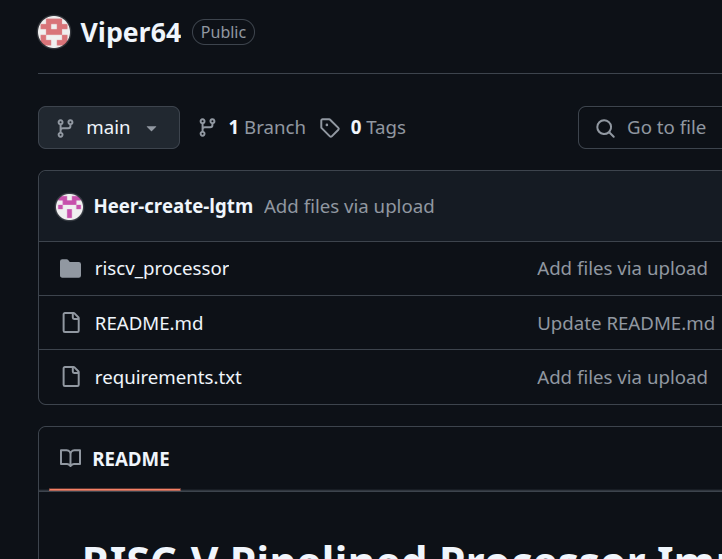 Viper64 Public
main 1 Branch 0 Tags Go to file
Heer-create-lgtm Add files via upload
riscv_processor Add files via upload
README.md Update README.md
requirements.txt Add files via upload
README
RISC-V Pipelined Processor